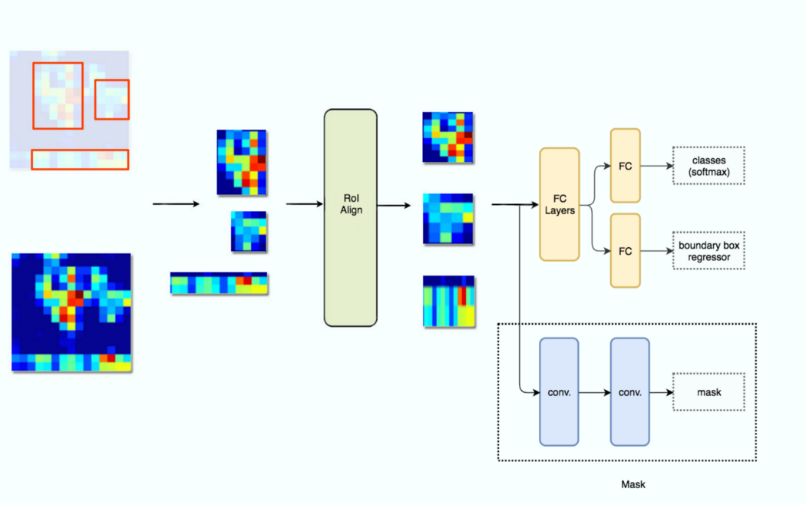 RoI
Align
FC
Layers
FC
classes
(softmax)
FC
boundary box
regressor
conv.
conv.
mask
Mask